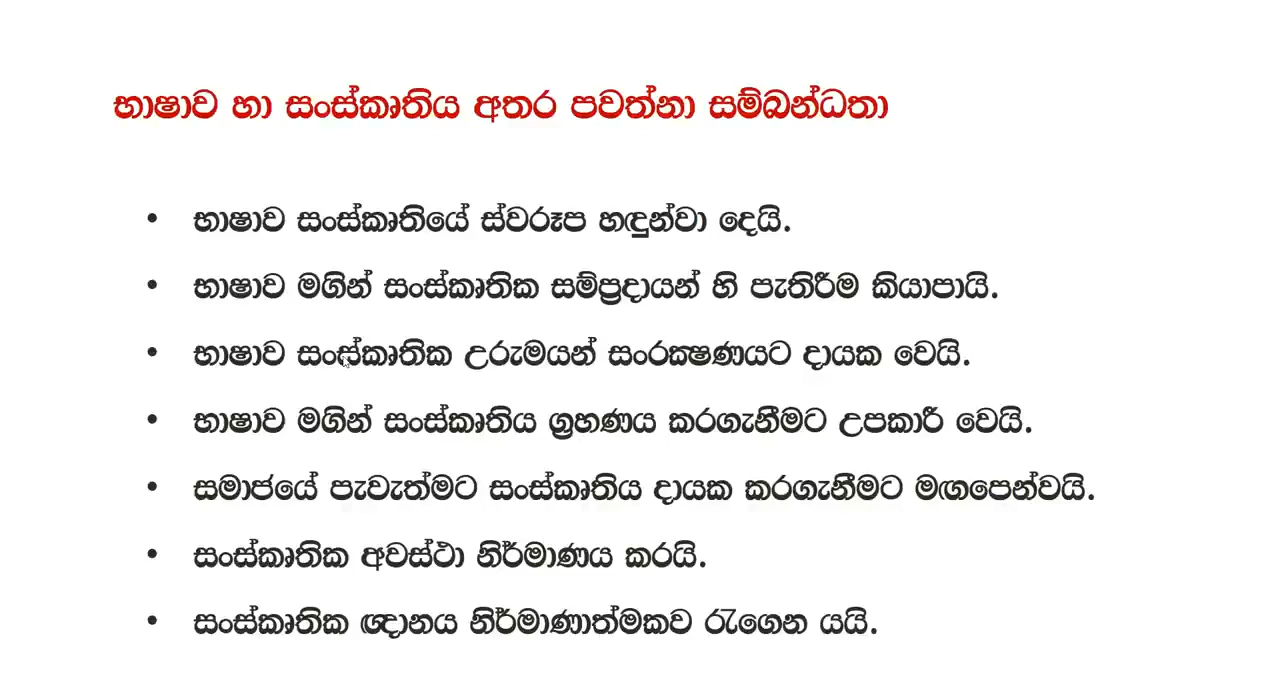 භාෂාව හා සංස්කෘතිය අතර පවත්නා සම්බන්ධතා
• භාෂාව සංස්කෘතියේ ස්වරූප හඳුන්වා දෙයි.
• භාෂාව මගින් සංස්කෘතික සම්ප්‍රදායන් හි පැතිරීම කියාපායි.
• භාෂාව සංස්කෘතික උරුමයන් සංරක්ෂණයට දායක වෙයි.
• භාෂාව මගින් සංස්කෘතිය ග්‍රහණය කරගැනීමට උපකාරී වෙයි.
• සමාජයේ පැවැත්මට සංස්කෘතිය දායක කරගැනීමට මඟපෙන්වයි.
• සංස්කෘතික අවස්ථා නිර්මාණය කරයි.
• සංස්කෘතික ඥානය නිර්මාණාත්මකව රැගෙන යයි.